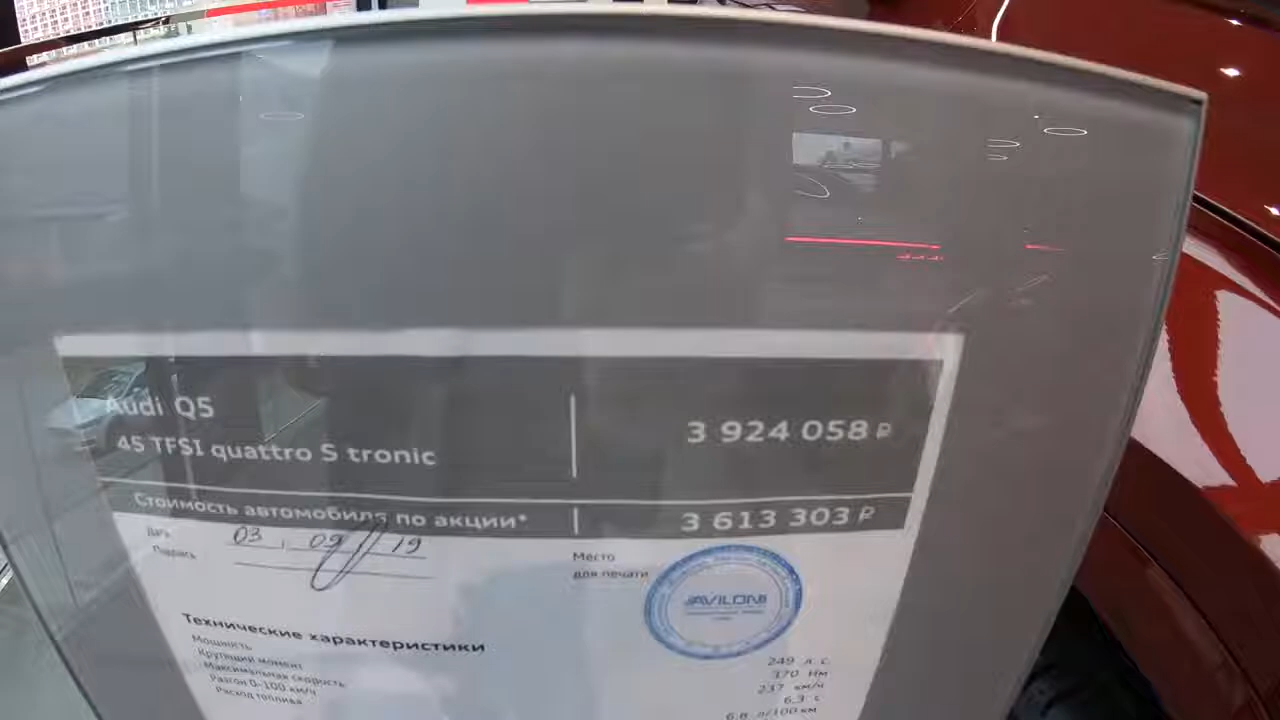 Audi Q5
45 TFSI quattro S tronic
3 924 058 ₽
Стоимость автомобиля по акции*
3 613 303 ₽
Дата
03 09 19
Подпись
Место
для печати
AVILON
Технические характеристики
Мощность
249 л. с.
Крутящий момент
370 Нм
Максимальная скорость
237 км/ч
Разгон 0-100 км/ч
6.3 с
Расход топлива
6.8 л/100 км